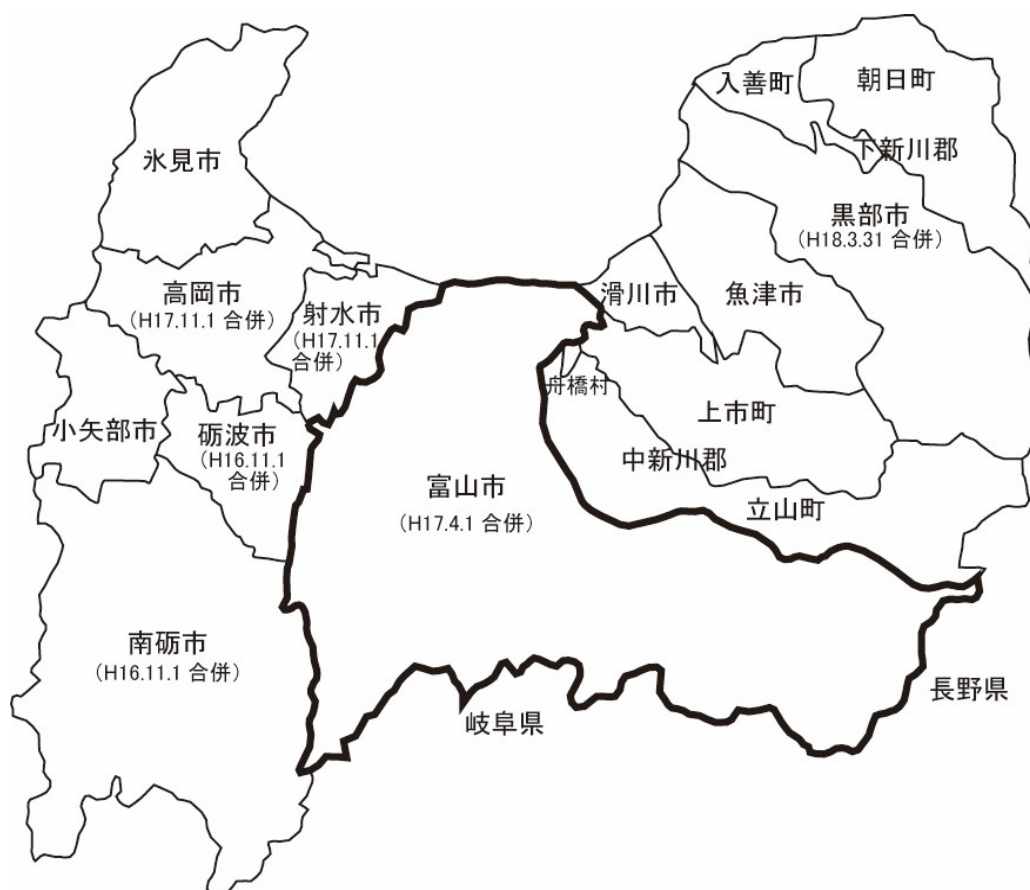 入善町
朝日町
氷見市
下新川郡
黒部市
(H18.3.31 合併)
高岡市
(H17.11.1 合併)
射水市
(H17.11.1
合併)
滑川市
魚津市
舟橋村
上市町
小矢部市
砺波市
(H16.11.1
合併)
中新川郡
富山市
(H17.4.1 合併)
立山町
南砺市
(H16.11.1 合併)
岐阜県
長野県